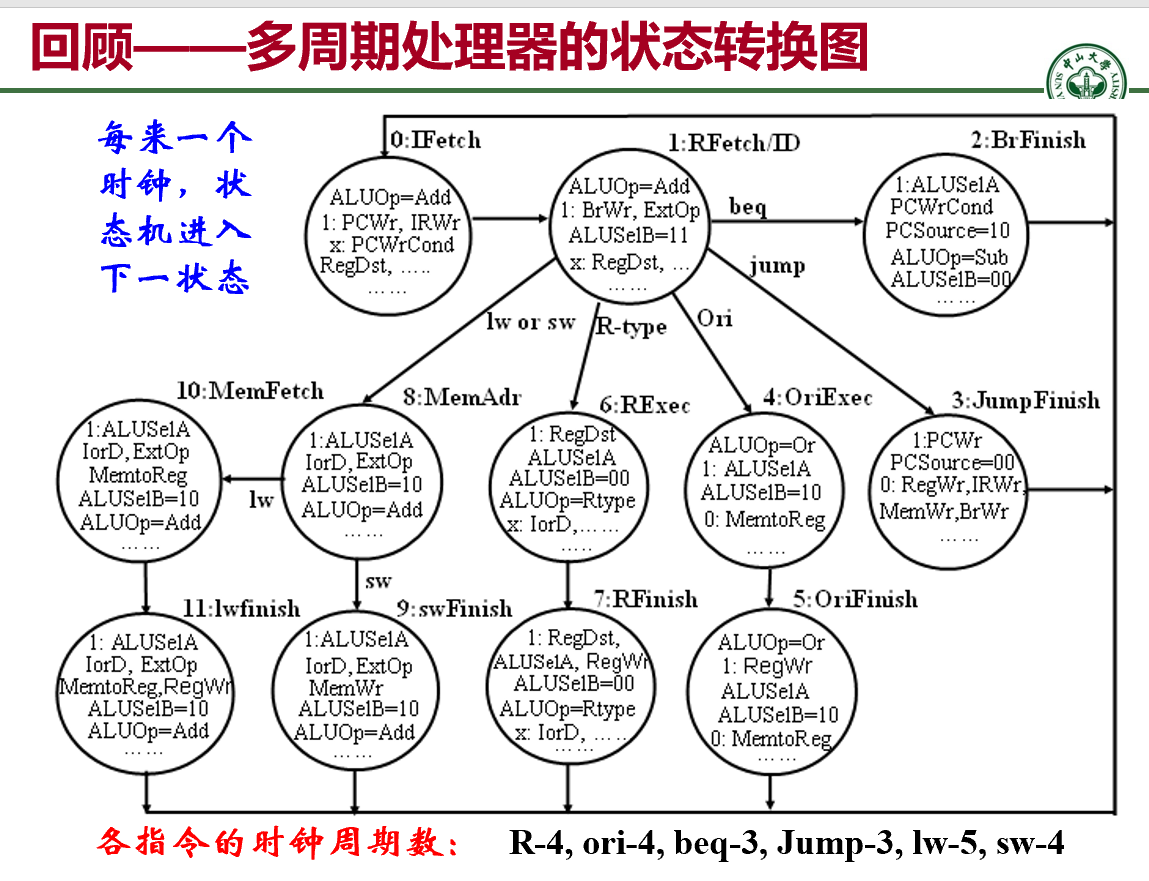 回顾——多周期处理器的状态转换图
中山大学
每来一个
时钟，状
态机进入
下一状态
0:IFetch
ALUOp=Add
1: PCWr, IRWr
x: PCWrCond
RegDst, …..
……
1:RFetch/ID
ALUOp=Add
1: BrWr, ExtOp
ALUSelB=11
x: RegDst, …
……
beq
2:BrFinish
1:ALUSelA
PCWrCond
PCSource=10
ALUOp=Sub
ALUSelB=00
……
jump
lw or sw
R-type
Ori
10:MemFetch
1:ALUSelA
IorD,ExtOp
MemtoReg
ALUSelB=10
ALUOp=Add
……
lw
8:MemAdr
1:ALUSelA
IorD,ExtOp
ALUSelB=10
ALUOp=Add
……
sw
6:RExec
1: RegDst
ALUSelA
ALUSelB=00
ALUOp=Rtype
x: IorD,……
…..
4:OriExec
ALUOp=Or
1: ALUSelA
ALUSelB=10
0: MemtoReg
……
3:JumpFinish
1:PCWr
PCSource=00
0: RegWr,IRWr,
MemWr,BrWr
……
11:lwfinish
1: ALUSelA
IorD, ExtOp
MemtoReg,RegWr
ALUSelB=10
ALUOp=Add
……
9:swFinish
1:ALUSelA
IorD,ExtOp
MemWr
ALUSelB=10
ALUOp=Add
……
7:RFinish
1: RegDst,
ALUSelA, RegWr
ALUSelB=00
ALUOp=Rtype
x: IorD, …..
……
5:OriFinish
ALUOp=Or
1: RegWr
ALUSelA
ALUSelB=10
0: MemtoReg
……
各指令的时钟周期数： R-4, ori-4, beq-3, Jump-3, lw-5, sw-4